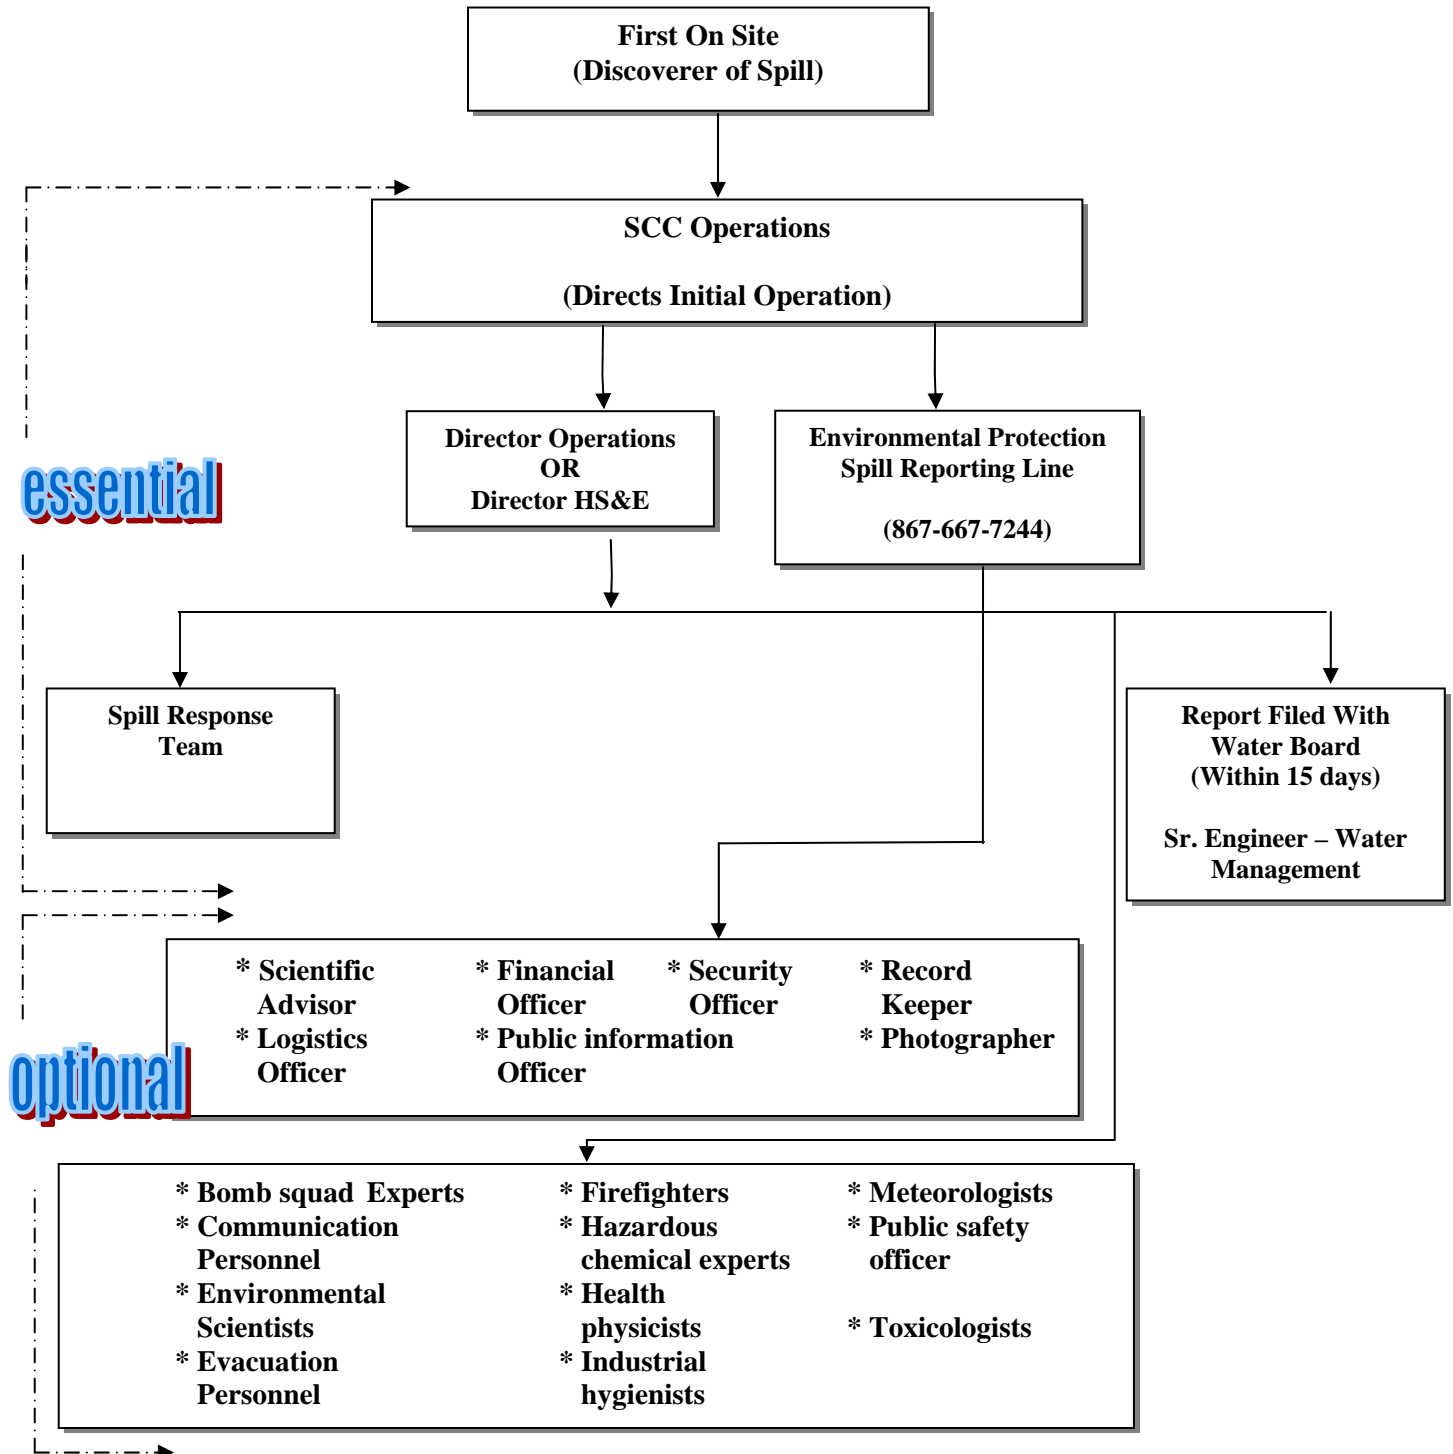 First On Site
(Discoverer of Spill)
SCC Operations
(Directs Initial Operation)
Director Operations
OR
Director HS&E
Environmental Protection
Spill Reporting Line
(867-667-7244)
essential
Spill Response
Team
Report Filed With
Water Board
(Within 15 days)
Sr. Engineer – Water
Management
* Scientific
Advisor
* Logistics
Officer
* Financial
Officer
* Public information
Officer
* Security
Officer
* Record
Keeper
* Photographer
optional
* Bomb squad Experts
* Communication
Personnel
* Environmental
Scientists
* Evacuation
Personnel
* Firefighters
* Hazardous
chemical experts
* Health
physicists
* Industrial
hygienists
* Meteorologists
* Public safety
officer
* Toxicologists